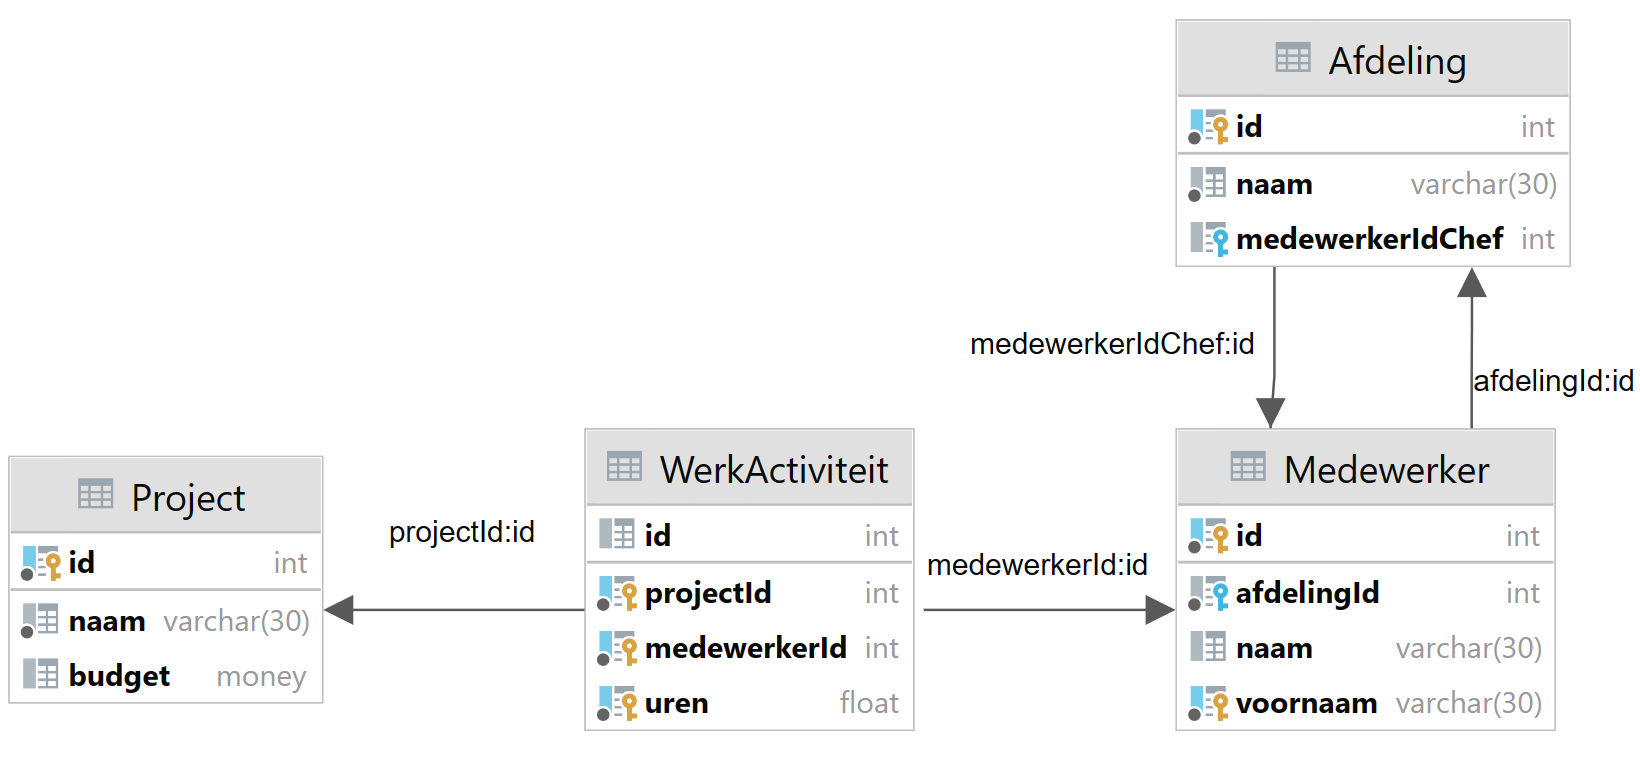 Afdeling
id int
naam varchar(30)
medewerkerIdChef int
medewerkerIdChef:id
afdelingId:id
Project
id int
naam varchar(30)
budget money
projectId:id
WerkActiviteit
id int
projectId int
medewerkerId int
uren float
medewerkerId:id
Medewerker
id int
afdelingId int
naam varchar(30)
voornaam varchar(30)